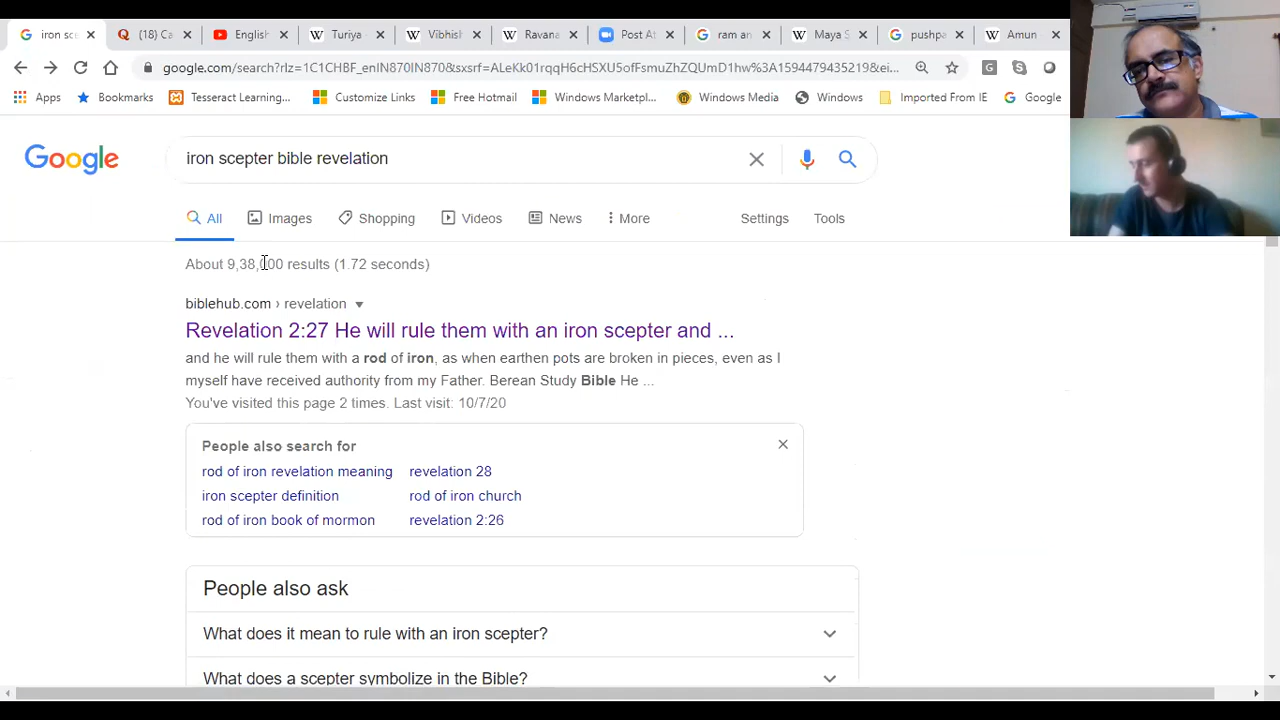 iron sce
(18) Ca
English
Turiya
Vibhish
Ravana
Post At
ram an
Maya S
pushpa
Amun
google.com/search?rlz=1C1CHBF_enIN870IN870&sxsrf=ALeKk01rqqH6cHSXU5ofFsmuZhZQUmD1hw%3A1594479435219&ei...
Apps
Bookmarks
Tesseract Learning...
Customize Links
Free Hotmail
Windows Marketpl...
Windows Media
Windows
Imported From IE
Google
Google
iron scepter bible revelation
All
Images
Shopping
Videos
News
More
Settings
Tools
About 9,38,000 results (1.72 seconds)
biblehub.com › revelation
Revelation 2:27 He will rule them with an iron scepter and ...
and he will rule them with a rod of iron, as when earthen pots are broken in pieces, even as I
myself have received authority from my Father. Berean Study Bible He ...
You've visited this page 2 times. Last visit: 10/7/20
People also search for
rod of iron revelation meaning
revelation 28
iron scepter definition
rod of iron church
rod of iron book of mormon
revelation 2:26
People also ask
What does it mean to rule with an iron scepter?
What does a scepter symbolize in the Bible?